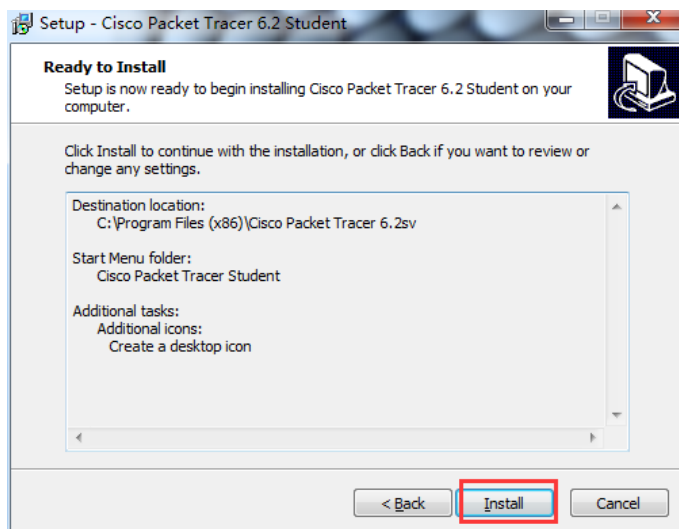 Setup - Cisco Packet Tracer 6.2 Student
Ready to Install
Setup is now ready to begin installing Cisco Packet Tracer 6.2 Student on your
computer.
Click Install to continue with the installation, or click Back if you want to review or
change any settings.
Destination location:
C:\Program Files (x86)\Cisco Packet Tracer 6.2sv
Start Menu folder:
Cisco Packet Tracer Student
Additional tasks:
Additional icons:
Create a desktop icon
< Back
Install
Cancel